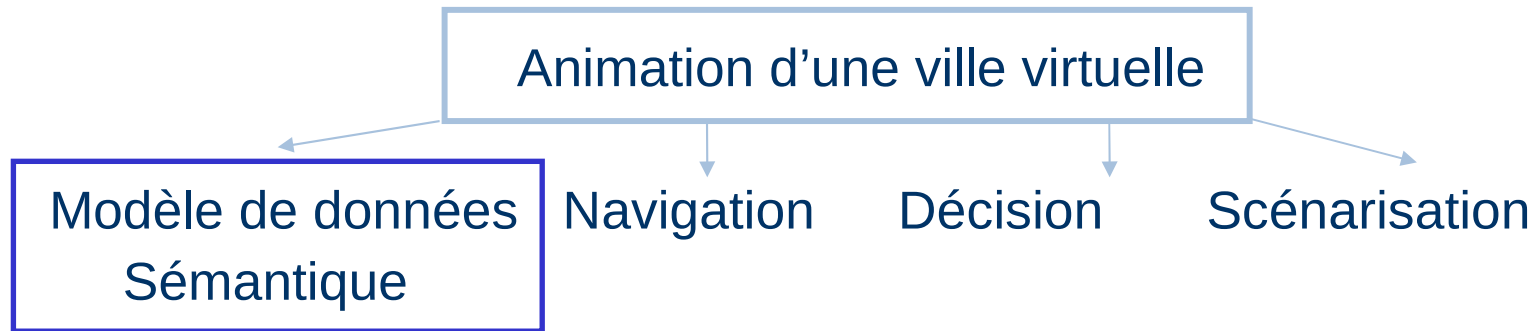 Animation d’une ville virtuelle
Modèle de données
Sémantique
Navigation
Décision
Scénarisation